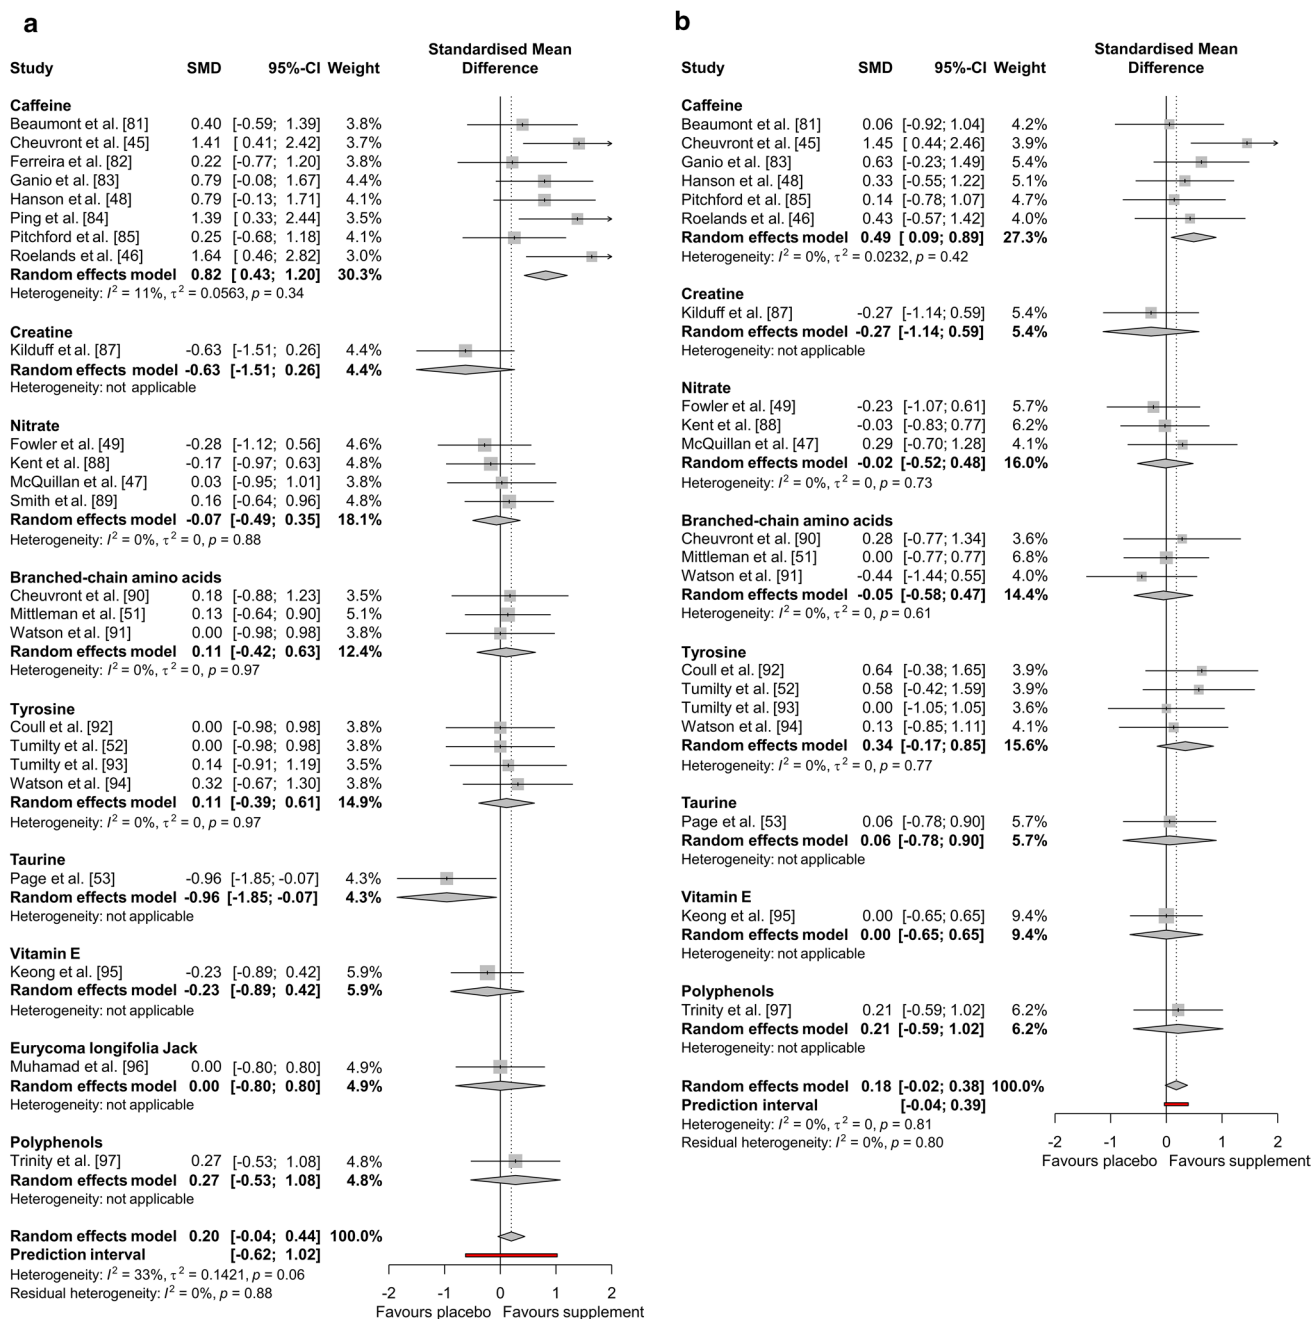 a
Standardised Mean
Study SMD 95%-CI Weight Difference
Caffeine
Beaumont et al. [81] 0.40 [-0.59; 1.39] 3.8%
Cheuvront et al. [45] 1.41 [ 0.41; 2.42] 3.7%
Ferreira et al. [82] 0.22 [-0.77; 1.20] 3.8%
Ganio et al. [83] 0.79 [-0.08; 1.67] 4.4%
Hanson et al. [48] 0.79 [-0.13; 1.71] 4.1%
Ping et al. [84] 1.39 [ 0.33; 2.44] 3.5%
Pitchford et al. [85] 0.25 [-0.68; 1.18] 4.1%
Roelands et al. [46] 1.64 [ 0.46; 2.82] 3.0%
Random effects model 0.82 [ 0.43; 1.20] 30.3%
Heterogeneity: I² = 11%, τ² = 0.0563, p = 0.34
Creatine
Kilduff et al. [87] -0.63 [-1.51; 0.26] 4.4%
Random effects model -0.63 [-1.51; 0.26] 4.4%
Heterogeneity: not applicable
Nitrate
Fowler et al. [49] -0.28 [-1.12; 0.56] 4.6%
Kent et al. [88] -0.17 [-0.97; 0.63] 4.8%
McQuillan et al. [47] 0.03 [-0.95; 1.01] 3.8%
Smith et al. [89] 0.16 [-0.64; 0.96] 4.8%
Random effects model -0.07 [-0.49; 0.35] 18.1%
Heterogeneity: I² = 0%, τ² = 0, p = 0.88
Branched-chain amino acids
Cheuvront et al. [90] 0.18 [-0.88; 1.23] 3.5%
Mittleman et al. [51] 0.13 [-0.64; 0.90] 5.1%
Watson et al. [91] 0.00 [-0.98; 0.98] 3.8%
Random effects model 0.11 [-0.42; 0.63] 12.4%
Heterogeneity: I² = 0%, τ² = 0, p = 0.97
Tyrosine
Coull et al. [92] 0.00 [-0.98; 0.98] 3.8%
Tumilty et al. [52] 0.00 [-0.98; 0.98] 3.8%
Tumilty et al. [93] 0.14 [-0.91; 1.19] 3.5%
Watson et al. [94] 0.32 [-0.67; 1.30] 3.8%
Random effects model 0.11 [-0.39; 0.61] 14.9%
Heterogeneity: I² = 0%, τ² = 0, p = 0.97
Taurine
Page et al. [53] -0.96 [-1.85; -0.07] 4.3%
Random effects model -0.96 [-1.85; -0.07] 4.3%
Heterogeneity: not applicable
Vitamin E
Keong et al. [95] -0.23 [-0.89; 0.42] 5.9%
Random effects model -0.23 [-0.89; 0.42] 5.9%
Heterogeneity: not applicable
Eurycoma longifolia Jack
Muhamad et al. [96] 0.00 [-0.80; 0.80] 4.9%
Random effects model 0.00 [-0.80; 0.80] 4.9%
Heterogeneity: not applicable
Polyphenols
Trinity et al. [97] 0.27 [-0.53; 1.08] 4.8%
Random effects model 0.27 [-0.53; 1.08] 4.8%
Heterogeneity: not applicable
Random effects model 0.20 [-0.04; 0.44] 100.0%
Prediction interval [-0.62; 1.02]
Heterogeneity: I² = 33%, τ² = 0.1421, p = 0.06
Residual heterogeneity: I² = 0%, p = 0.88
-2 -1 0 1 2
Favours placebo Favours supplement
b
Standardised Mean
Study SMD 95%-CI Weight Difference
Caffeine
Beaumont et al. [81] 0.06 [-0.92; 1.04] 4.2%
Cheuvront et al. [45] 1.45 [ 0.44; 2.46] 3.9%
Ganio et al. [83] 0.63 [-0.23; 1.49] 5.4%
Hanson et al. [48] 0.33 [-0.55; 1.22] 5.1%
Pitchford et al. [85] 0.14 [-0.78; 1.07] 4.7%
Roelands et al. [46] 0.43 [-0.57; 1.42] 4.0%
Random effects model 0.49 [ 0.09; 0.89] 27.3%
Heterogeneity: I² = 0%, τ² = 0.0232, p = 0.42
Creatine
Kilduff et al. [87] -0.27 [-1.14; 0.59] 5.4%
Random effects model -0.27 [-1.14; 0.59] 5.4%
Heterogeneity: not applicable
Nitrate
Fowler et al. [49] -0.23 [-1.07; 0.61] 5.7%
Kent et al. [88] -0.03 [-0.83; 0.77] 6.2%
McQuillan et al. [47] 0.29 [-0.70; 1.28] 4.1%
Random effects model -0.02 [-0.52; 0.48] 16.0%
Heterogeneity: I² = 0%, τ² = 0, p = 0.73
Branched-chain amino acids
Cheuvront et al. [90] 0.28 [-0.77; 1.34] 3.6%
Mittleman et al. [51] 0.00 [-0.77; 0.77] 6.8%
Watson et al. [91] -0.44 [-1.44; 0.55] 4.0%
Random effects model -0.05 [-0.58; 0.47] 14.4%
Heterogeneity: I² = 0%, τ² = 0, p = 0.61
Tyrosine
Coull et al. [92] 0.64 [-0.38; 1.65] 3.9%
Tumilty et al. [52] 0.58 [-0.42; 1.59] 3.9%
Tumilty et al. [93] 0.00 [-1.05; 1.05] 3.6%
Watson et al. [94] 0.13 [-0.85; 1.11] 4.1%
Random effects model 0.34 [-0.17; 0.85] 15.6%
Heterogeneity: I² = 0%, τ² = 0, p = 0.77
Taurine
Page et al. [53] 0.06 [-0.78; 0.90] 5.7%
Random effects model 0.06 [-0.78; 0.90] 5.7%
Heterogeneity: not applicable
Vitamin E
Keong et al. [95] 0.00 [-0.65; 0.65] 9.4%
Random effects model 0.00 [-0.65; 0.65] 9.4%
Heterogeneity: not applicable
Polyphenols
Trinity et al. [97] 0.21 [-0.59; 1.02] 6.2%
Random effects model 0.21 [-0.59; 1.02] 6.2%
Heterogeneity: not applicable
Random effects model 0.18 [-0.02; 0.38] 100.0%
Prediction interval [-0.04; 0.39]
Heterogeneity: I² = 0%, τ² = 0, p = 0.81
Residual heterogeneity: I² = 0%, p = 0.80
-2 -1 0 1 2
Favours placebo Favours supplement